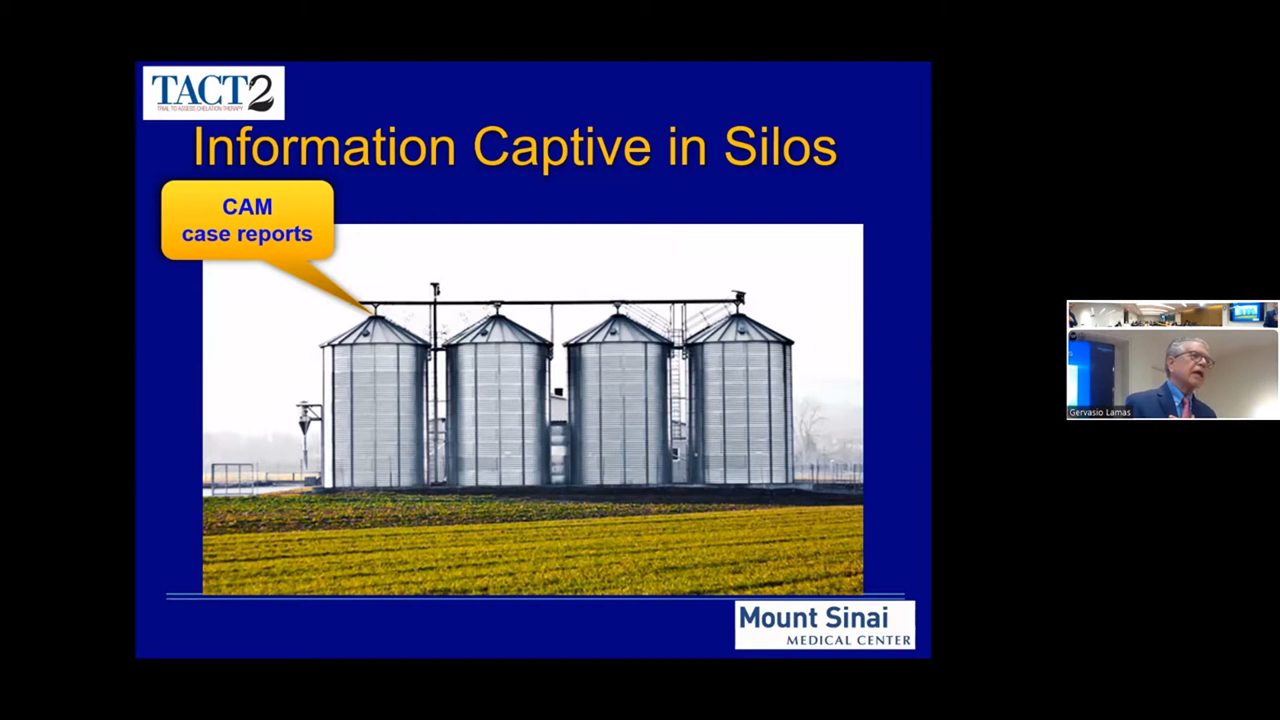 TACT2
TRIAL TO ASSESS CHELATION THERAPY
Information Captive in Silos
CAM
case reports
Gervasio Lamas
Mount Sinai
MEDICAL CENTER